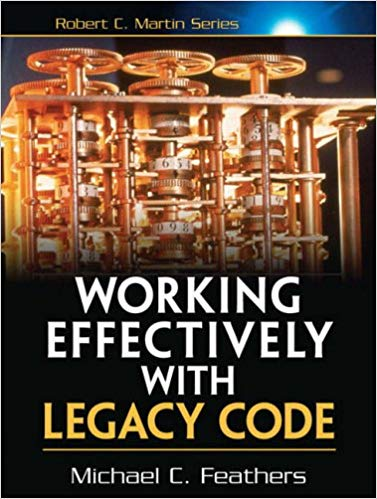 Robert C. Martin Series
WORKING
EFFECTIVELY
WITH
LEGACY CODE
Michael C. Feathers